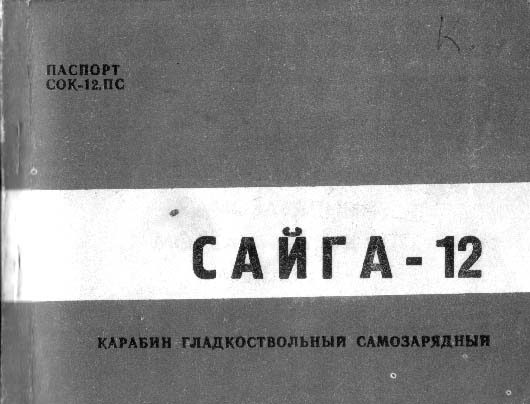 К.
ПАСПОРТ
СОК-12.ПС
САЙГА-12
КАРАБИН ГЛАДКОСТВОЛЬНЫЙ САМОЗАРЯДНЫЙ